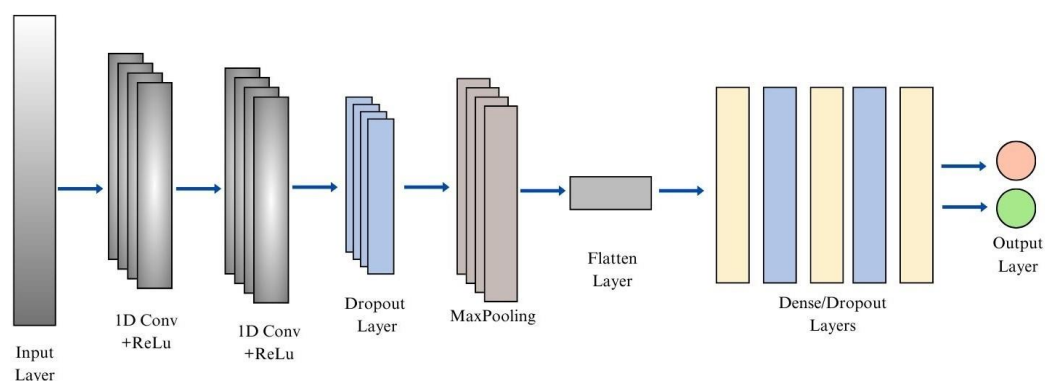 Input
Layer
1D Conv
+ReLu
1D Conv
+ReLu
Dropout
Layer
MaxPooling
Flatten
Layer
Dense/Dropout
Layers
Output
Layer